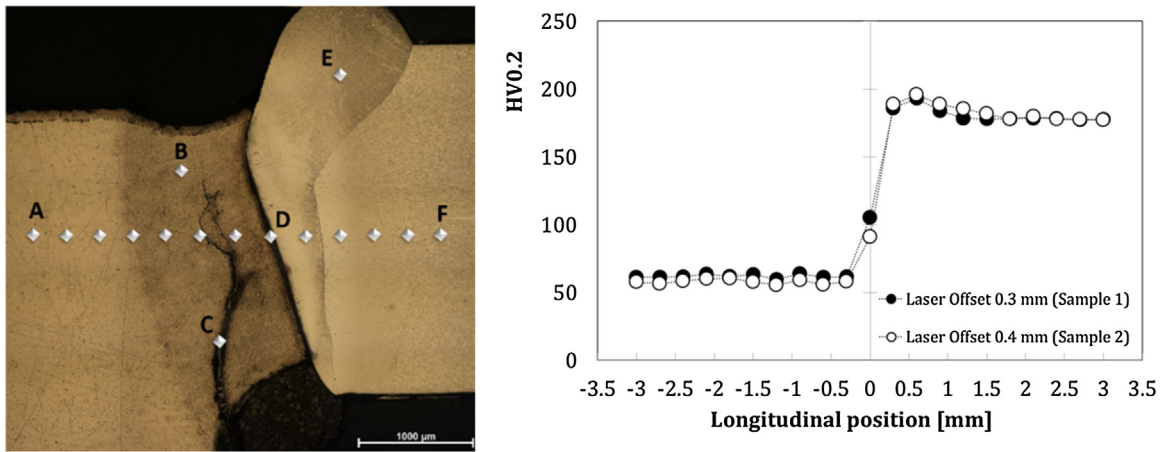 A
B
C
D
E
F
1000 µm
HV0.2
250
200
150
100
50
0
Laser Offset 0.3 mm (Sample 1)
Laser Offset 0.4 mm (Sample 2)
-3.5 -3 -2.5 -2 -1.5 -1 -0.5 0 0.5 1 1.5 2 2.5 3 3.5
Longitudinal position [mm]